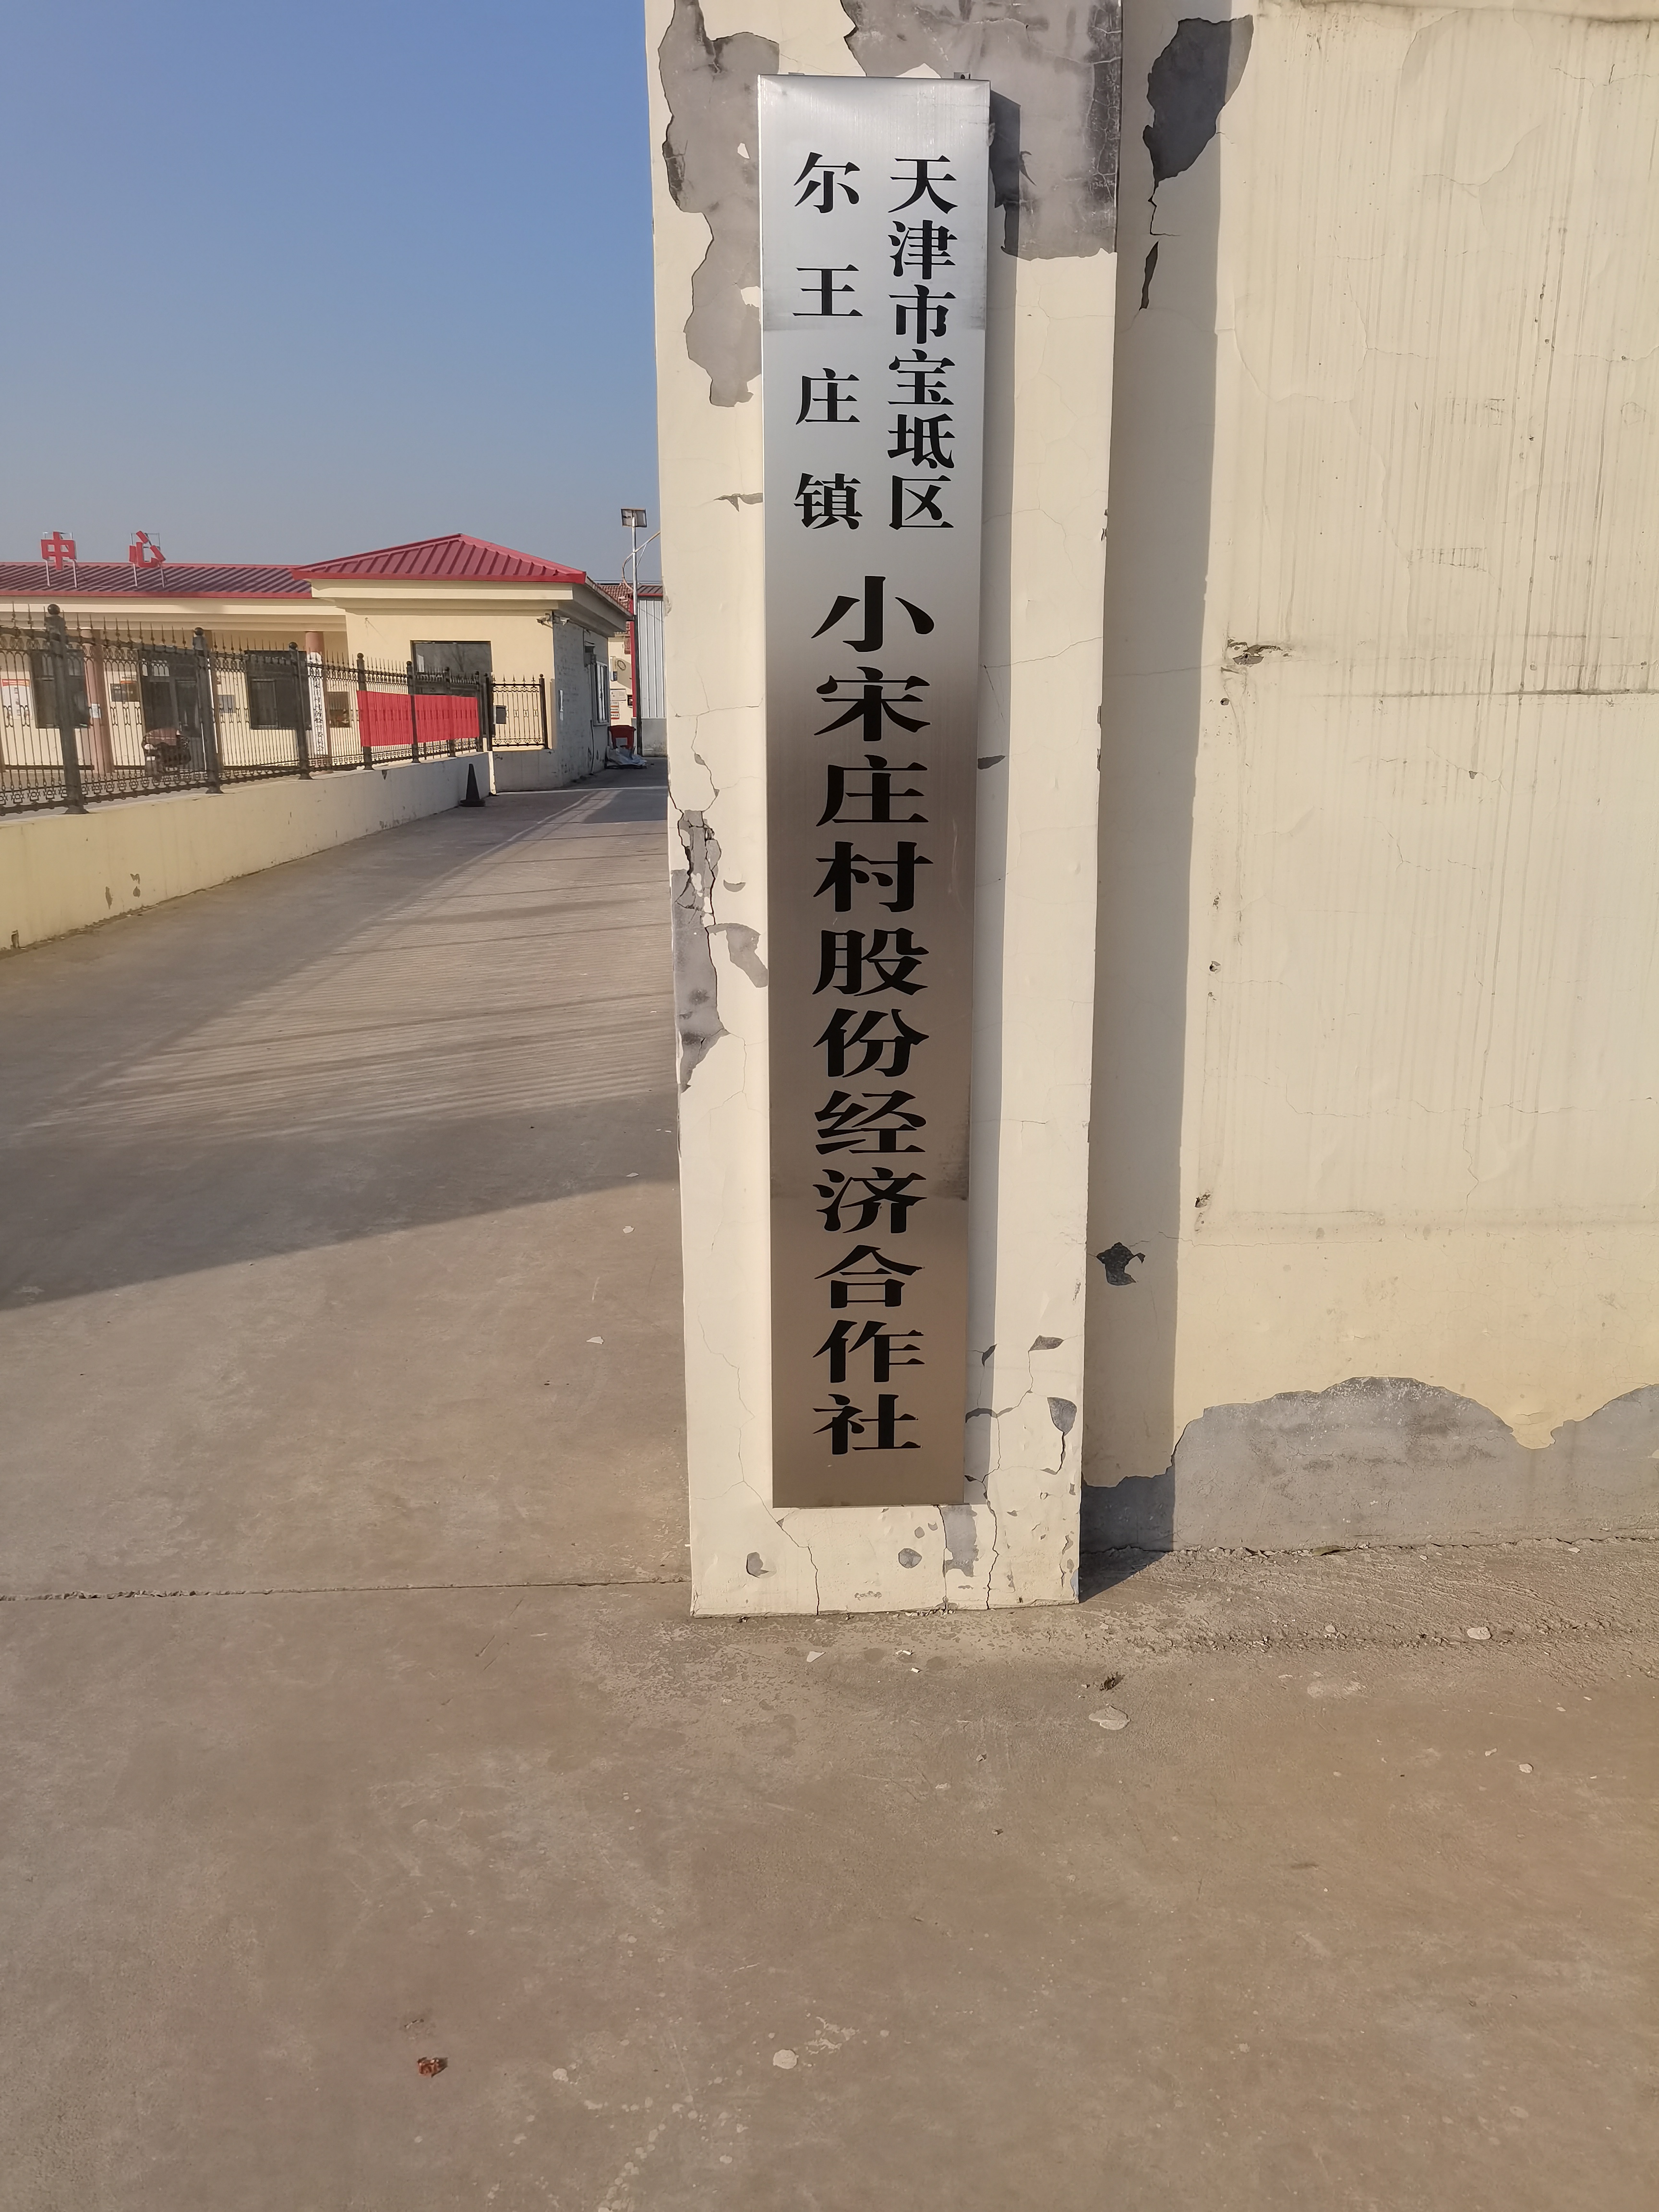 天津市宝坻区
尔王庄镇
小宋庄村股份经济合作社
中心